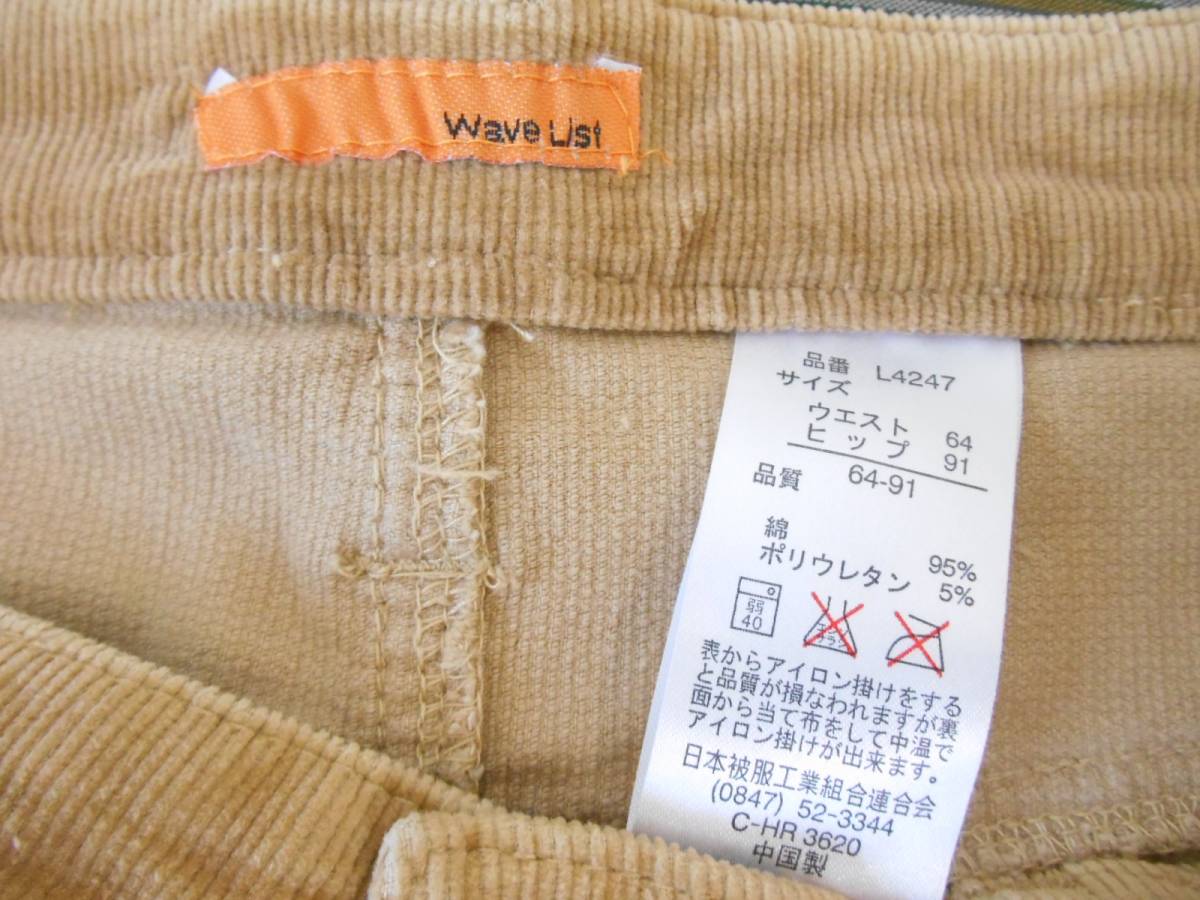 Wave List
品番 L4247
サイズ
ウエスト 64
ヒップ 91
品質 64-91
綿 95%
ポリウレタン 5%
弱
40
エンソ
表からアイロン掛けをする
と品質が損なわれますが裏
面から当て布をして中温で
アイロン掛けが出来ます。
日本被服工業組合連合会
(0847) 52-3344
C-HR 3620
中国製